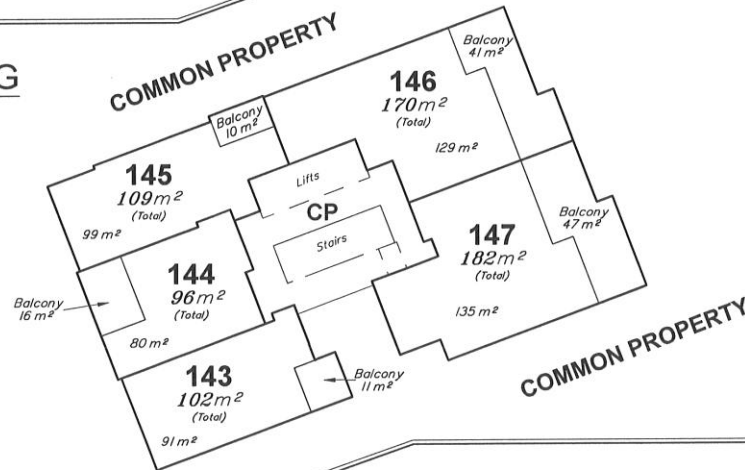 G
COMMON PROPERTY
Balcony
41 m²
146
170m²
(Total)
129 m²
Balcony
10 m²
145
109m²
(Total)
99 m²
Lifts
CP
Stairs
Balcony
47 m²
147
182m²
(Total)
135 m²
144
96m²
(Total)
80 m²
Balcony
16 m²
143
102m²
(Total)
91 m²
Balcony
11 m²
COMMON PROPERTY